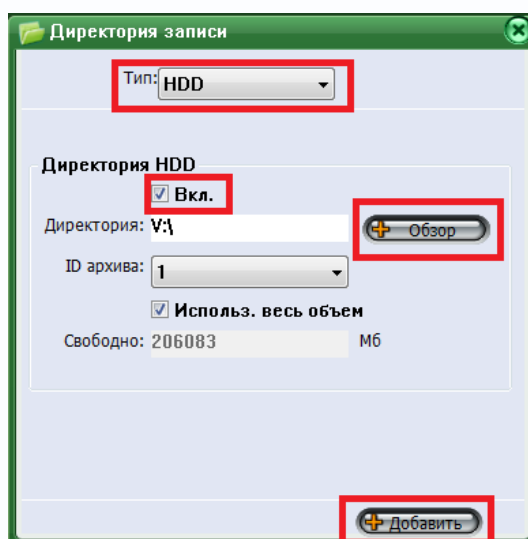 Директория записи
Тип: HDD
Директория HDD
Вкл.
Директория: V:\ Обзор
ID архива: 1
Использ. весь объем
Свободно: 206083 Мб
Добавить